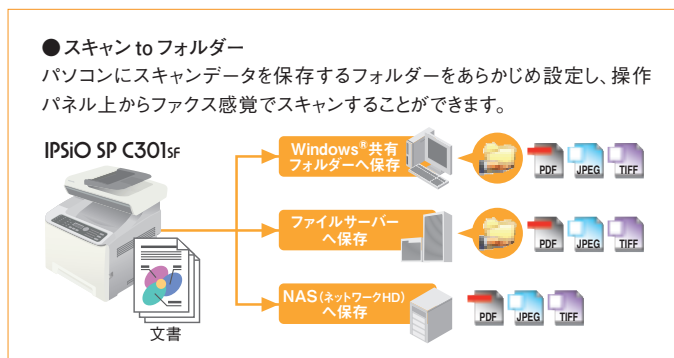 ●スキャン to フォルダー
パソコンにスキャンデータを保存するフォルダーをあらかじめ設定し、操作
パネル上からファクス感覚でスキャンすることができます。
IPSiO SP C301SF
文書
Windows®共有
フォルダーへ保存
PDF JPEG TIFF
ファイルサーバー
へ保存
PDF JPEG TIFF
NAS(ネットワークHD)
へ保存
PDF JPEG TIFF